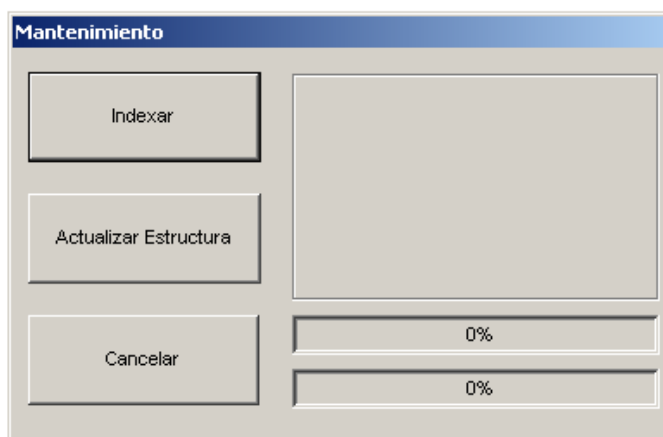 Mantenimiento
Indexar
Actualizar Estructura
Cancelar
0%
0%